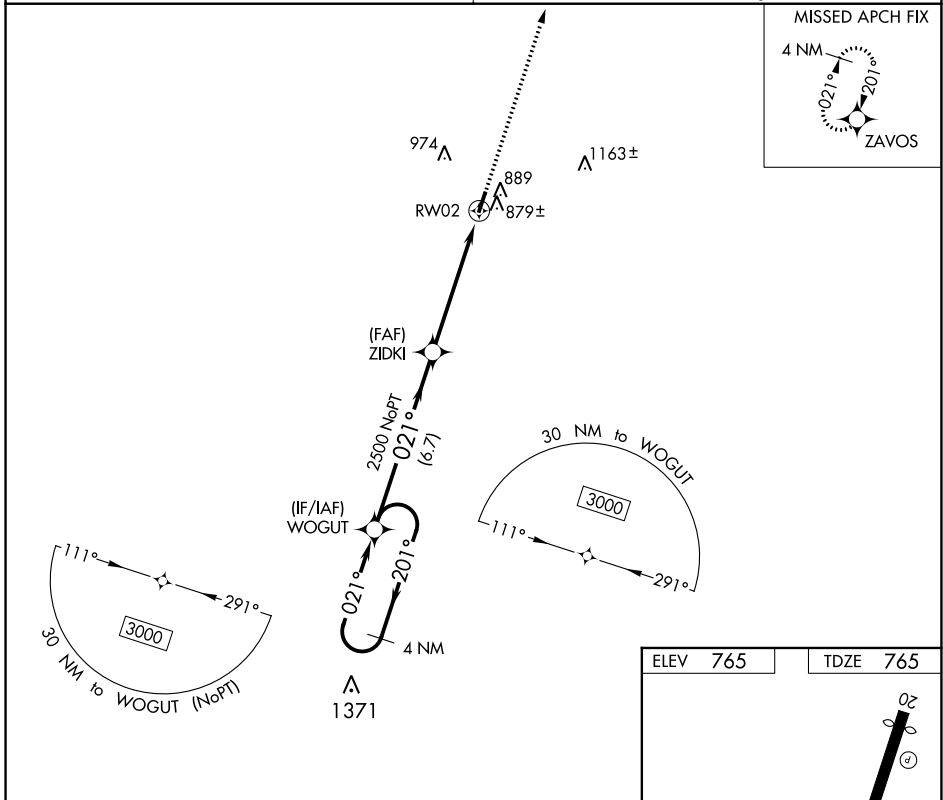 MISSED APCH FIX
4 NM
021°
201°
ZAVOS
974
1163±
889
RW02
879±
(FAF)
ZIDKI
2500 NoPT
021°
(6.7)
30 NM to WOGUT
3000
111°
291°
(IF/IAF)
WOGUT
111°
291°
3000
30 NM to WOGUT (NoPT)
021°
201°
4 NM
1371
ELEV 765
TDZE 765
20
P